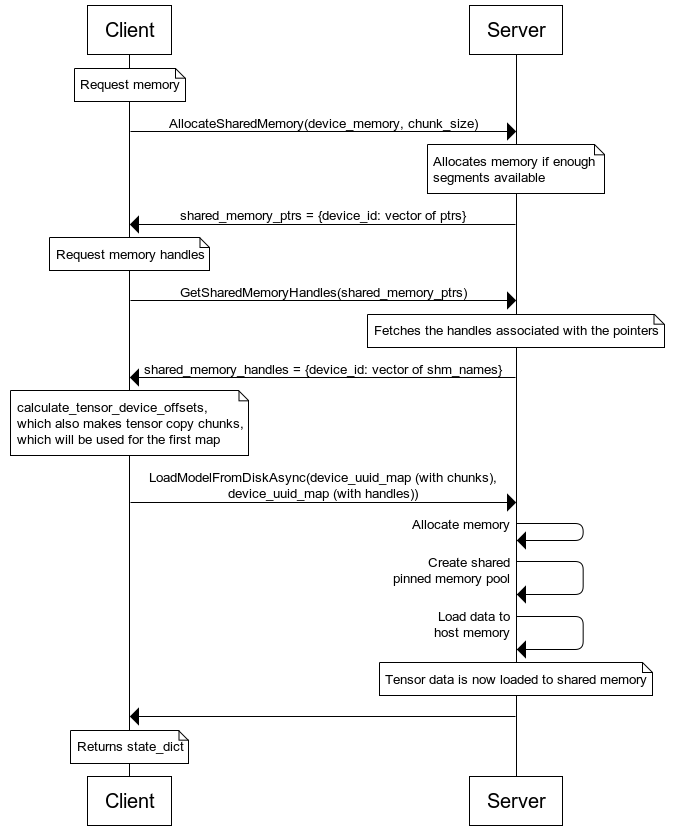 Client
Server
Request memory
AllocateSharedMemory(device_memory, chunk_size)
Allocates memory if enough
segments available
shared_memory_ptrs = {device_id: vector of ptrs}
Request memory handles
GetSharedMemoryHandles(shared_memory_ptrs)
Fetches the handles associated with the pointers
shared_memory_handles = {device_id: vector of shm_names}
calculate_tensor_device_offsets,
which also makes tensor copy chunks,
which will be used for the first map
LoadModelFromDiskAsync(device_uuid_map (with chunks),
device_uuid_map (with handles))
Allocate memory
Create shared
pinned memory pool
Load data to
host memory
Tensor data is now loaded to shared memory
Returns state_dict
Client
Server